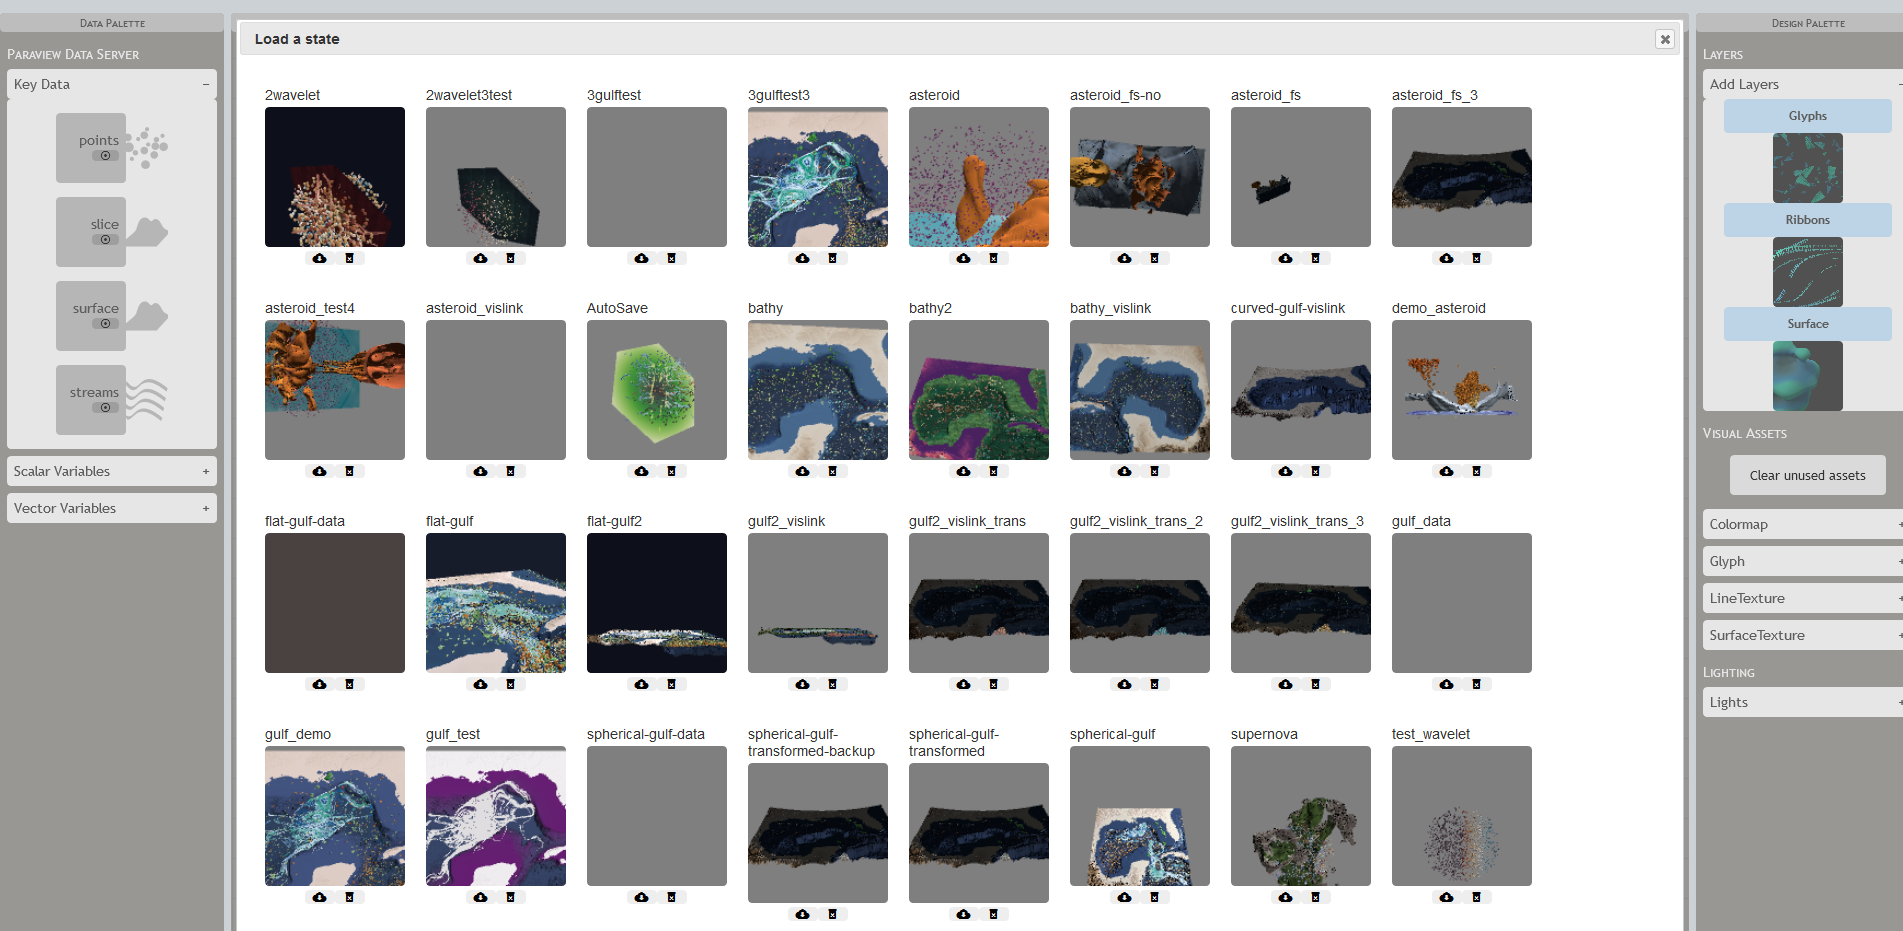 Data Palette
Paraview Data Server
Key Data
points
slice
surface
streams
Scalar Variables
Vector Variables
Load a state
2wavelet
2wavelet3test
3gulftest
3gulftest3
asteroid
asteroid_fs-no
asteroid_fs
asteroid_fs_3
asteroid_test4
asteroid_vislink
AutoSave
bathy
bathy2
bathy_vislink
curved-gulf-vislink
demo_asteroid
flat-gulf-data
flat-gulf
flat-gulf2
gulf2_vislink
gulf2_vislink_trans
gulf2_vislink_trans_2
gulf2_vislink_trans_3
gulf_data
gulf_demo
gulf_test
spherical-gulf-data
spherical-gulf-
transformed-backup
spherical-gulf-
transformed
spherical-gulf
supernova
test_wavelet
Design Palette
Layers
Add Layers
Glyphs
Ribbons
Surface
Visual Assets
Clear unused assets
Colormap
Glyph
LineTexture
SurfaceTexture
Lighting
Lights